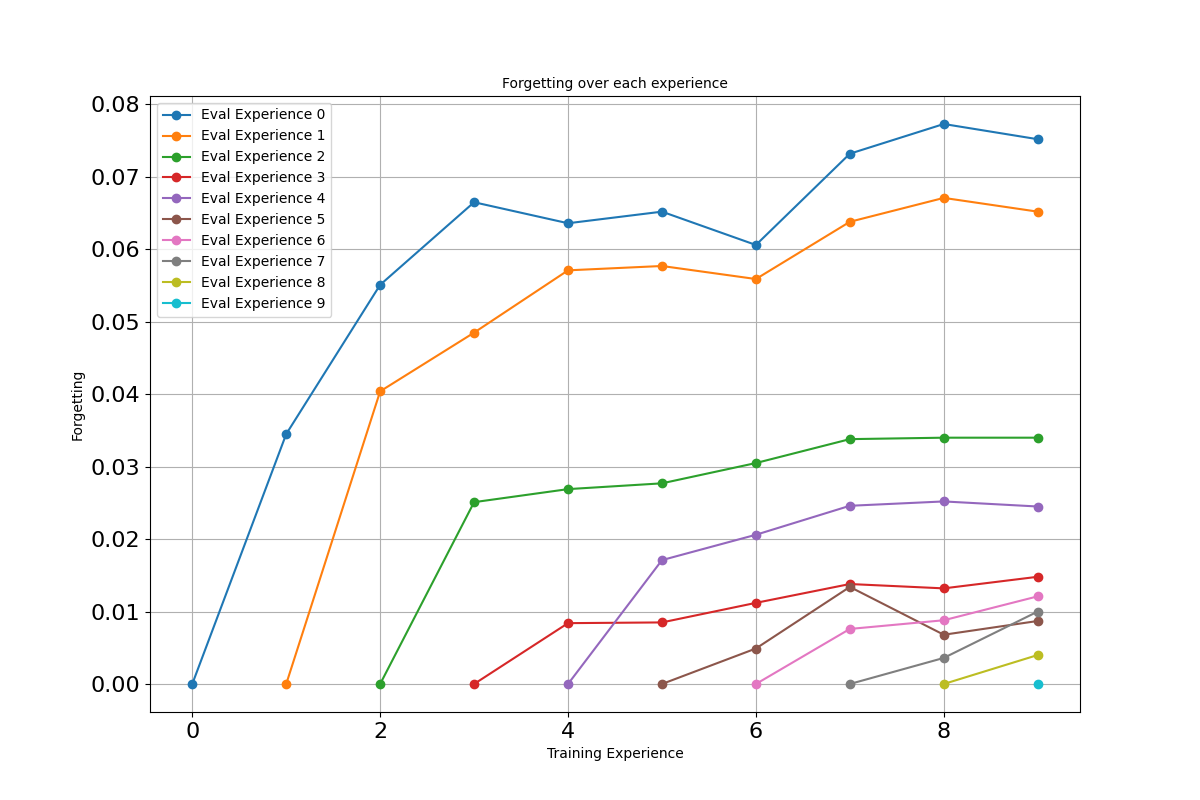 Forgetting over each experience
0.08
0.07
0.06
0.05
0.04
0.03
0.02
0.01
0.00
Forgetting
Eval Experience 0
Eval Experience 1
Eval Experience 2
Eval Experience 3
Eval Experience 4
Eval Experience 5
Eval Experience 6
Eval Experience 7
Eval Experience 8
Eval Experience 9
0 2 4 6 8
Training Experience